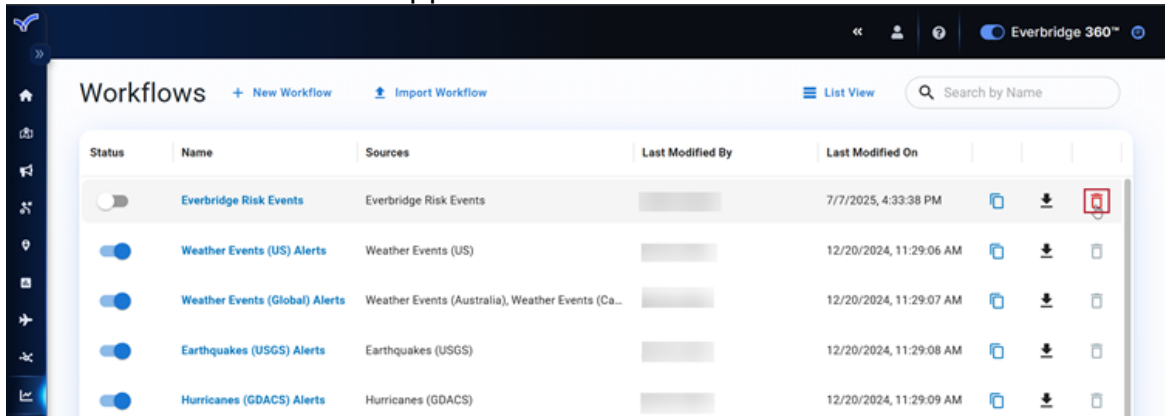 « Everbridge 360™
Workflows + New Workflow Import Workflow List View Search by Name
Status Name Sources Last Modified By Last Modified On
Everbridge Risk Events Everbridge Risk Events 7/7/2025, 4:33:38 PM
Weather Events (US) Alerts Weather Events (US) 12/20/2024, 11:29:06 AM
Weather Events (Global) Alerts Weather Events (Australia), Weather Events (Ca... 12/20/2024, 11:29:07 AM
Earthquakes (USGS) Alerts Earthquakes (USGS) 12/20/2024, 11:29:08 AM
Hurricanes (GDACS) Alerts Hurricanes (GDACS) 12/20/2024, 11:29:09 AM